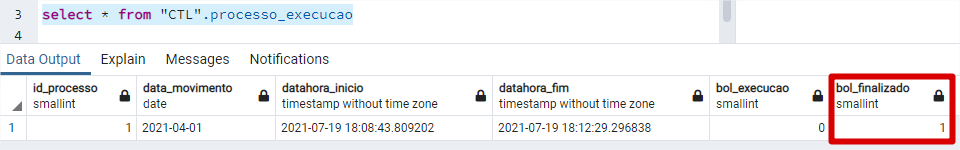 3 select * from "CTL".processo_execucao
4
Data Output Explain Messages Notifications
id_processo data_movimento datahora_inicio datahora_fim bol_execucao bol_finalizado
smallint date timestamp without time zone timestamp without time zone smallint smallint
1 1 2021-04-01 2021-07-19 18:08:43.809202 2021-07-19 18:12:29.296838 0 1